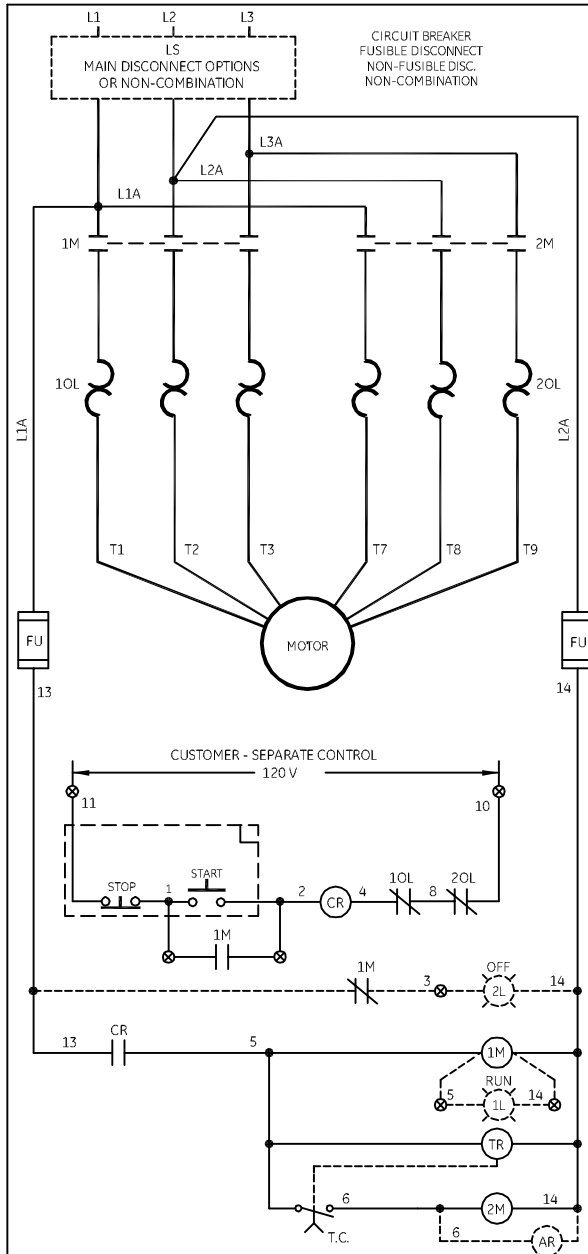 L1 L2 L3
LS
MAIN DISCONNECT OPTIONS
OR NON-COMBINATION
CIRCUIT BREAKER
FUSIBLE DISCONNECT
NON-FUSIBLE DISC.
NON-COMBINATION
L3A
L2A
L1A
1M 2M
1OL 2OL
L1A L2A
T1 T2 T3 T7 T8 T9
FU MOTOR FU
13 14
CUSTOMER - SEPARATE CONTROL
120 V
11 10
STOP 1 START 2 CR 4 1OL 8 2OL
1M
1M 3 OFF 2L 14
13 CR 5 1M
RUN
5 1L 14
TR
6 2M 14
T.C. 6 AR